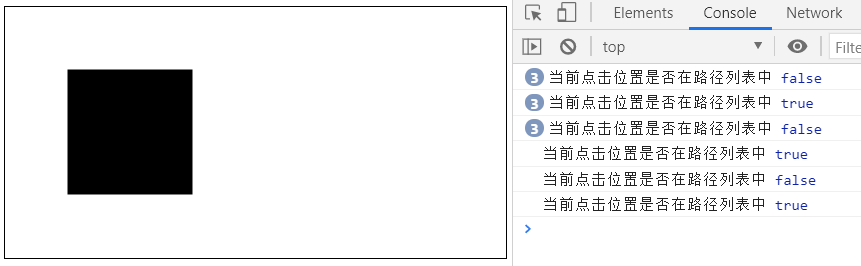 Elements Console Network
top Filte
3 当前点击位置是否在路径列表中 false
3 当前点击位置是否在路径列表中 true
3 当前点击位置是否在路径列表中 false
当前点击位置是否在路径列表中 true
当前点击位置是否在路径列表中 false
当前点击位置是否在路径列表中 true